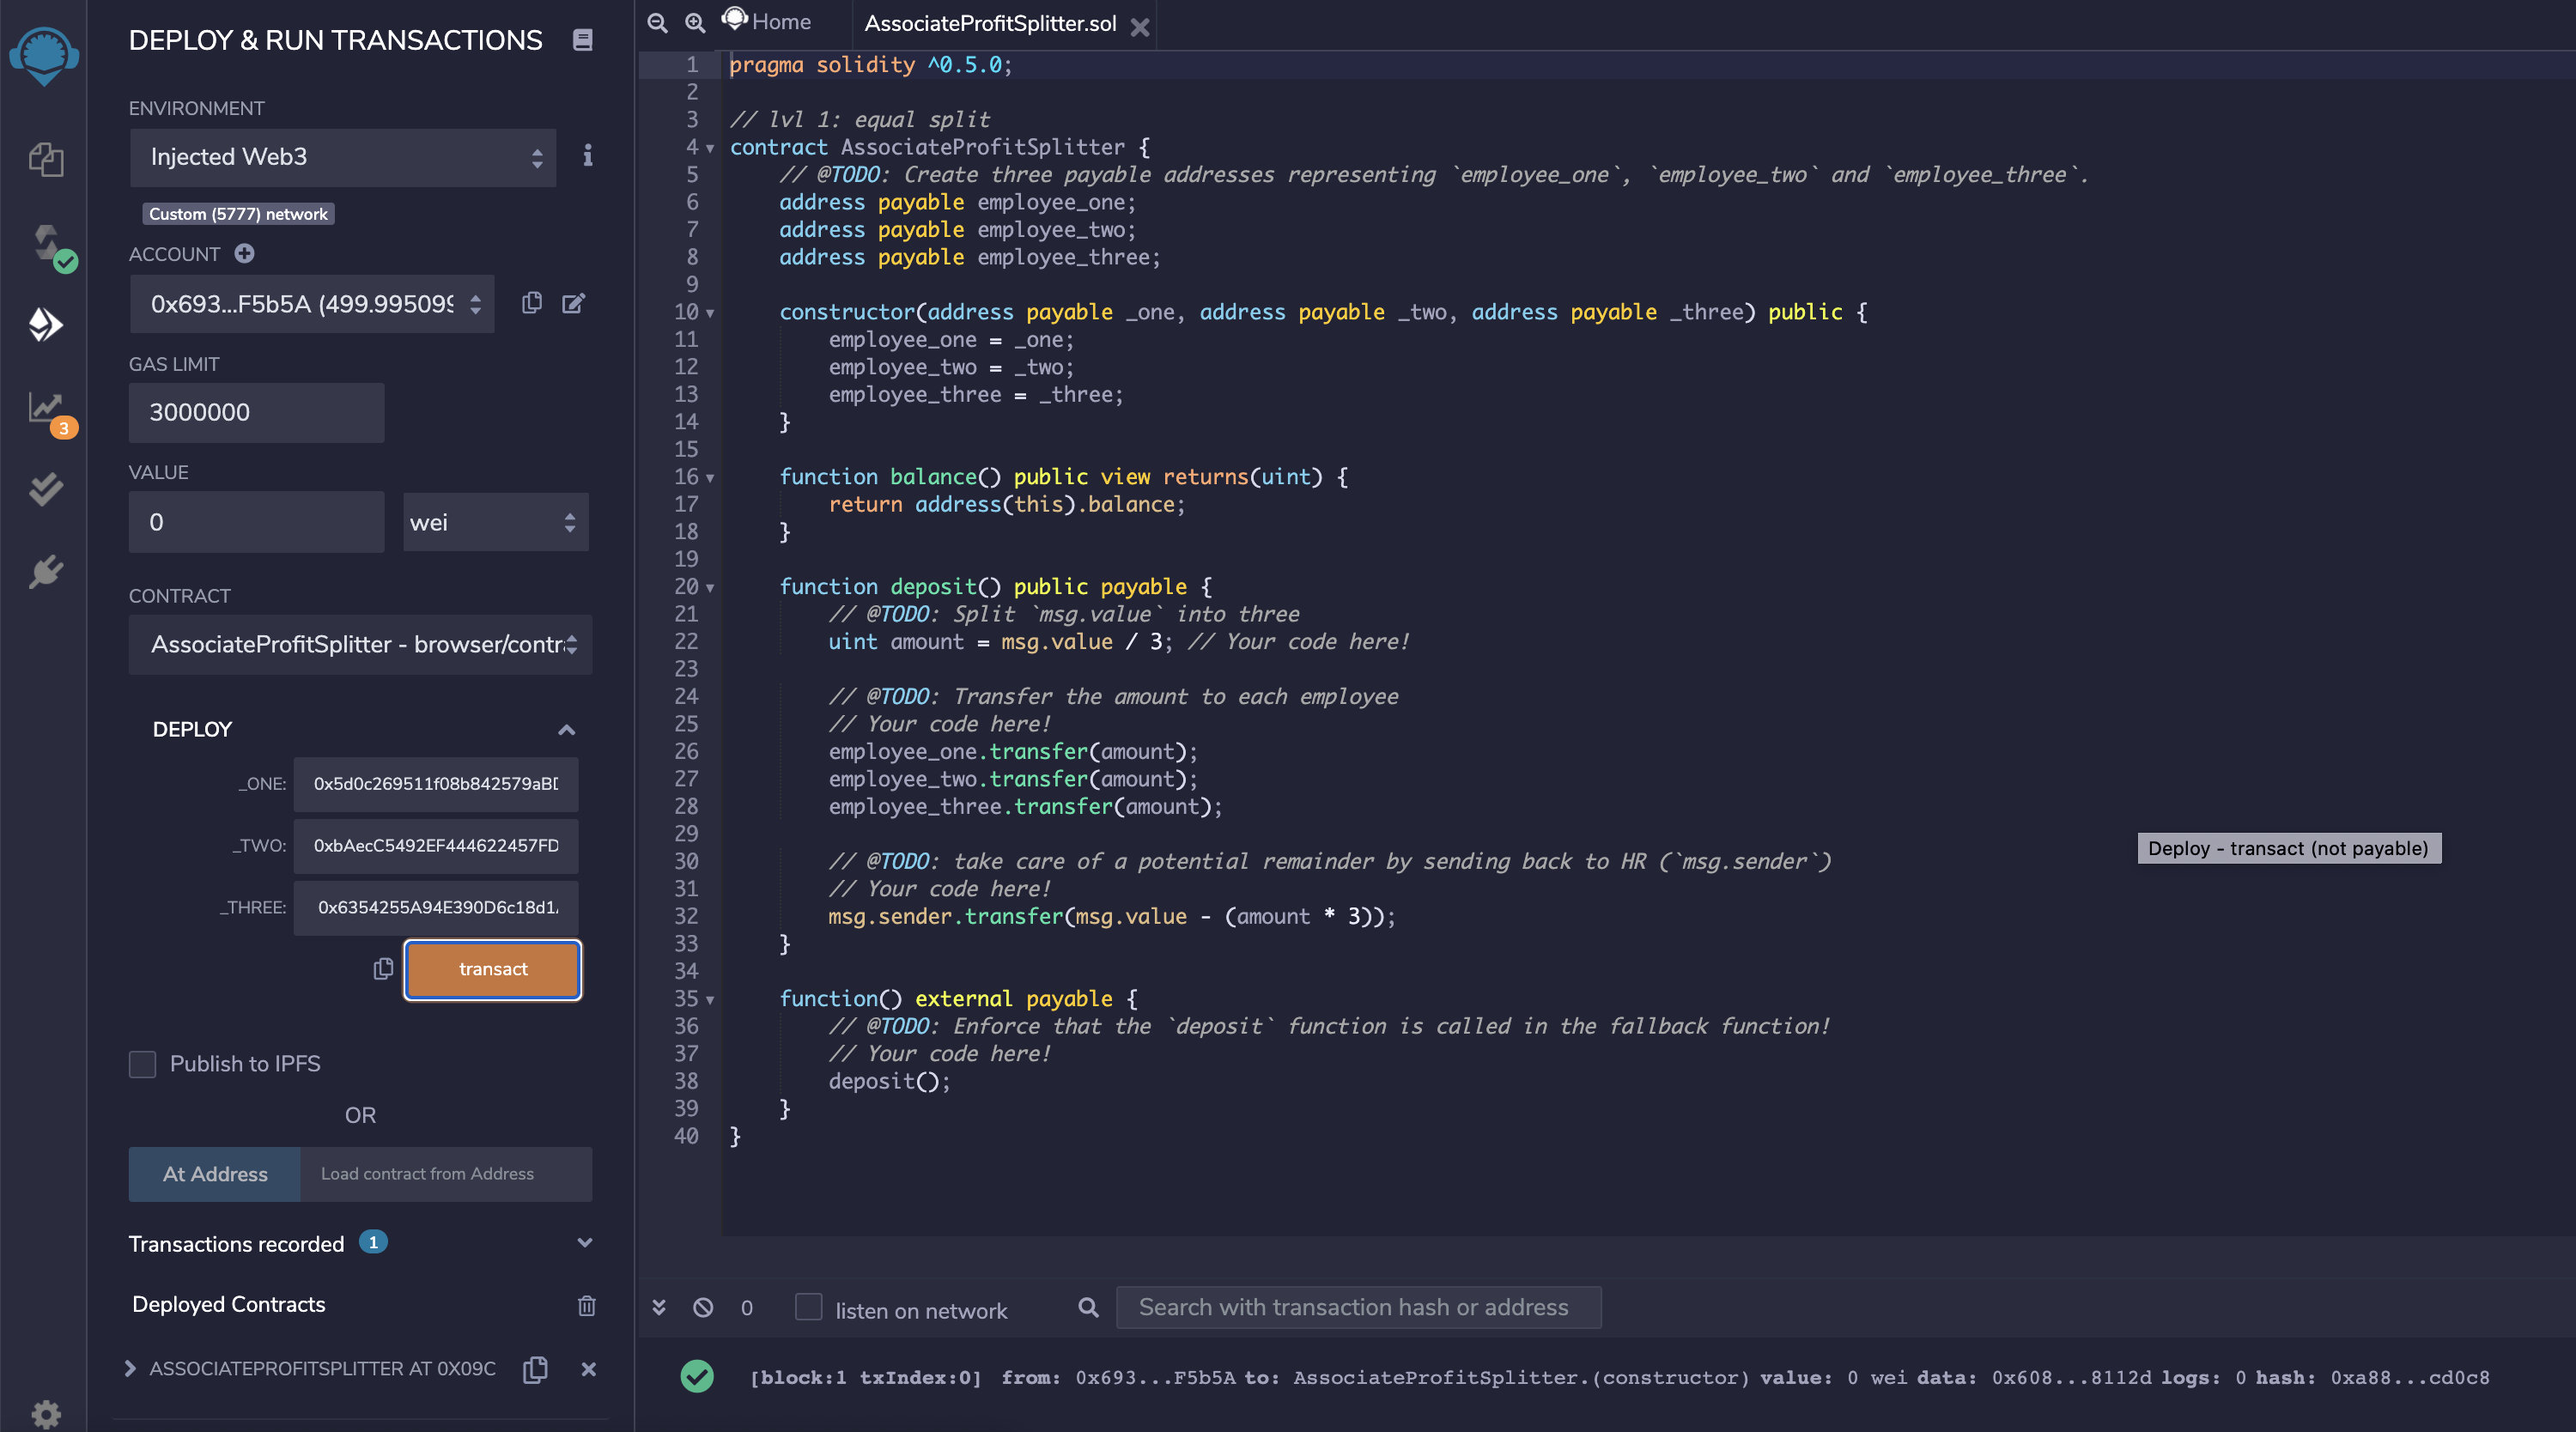 DEPLOY & RUN TRANSACTIONS
ENVIRONMENT
Injected Web3
Custom (5777) network
ACCOUNT
0x693...F5b5A (499.995099
GAS LIMIT
3000000
VALUE
0
wei
CONTRACT
AssociateProfitSplitter - browser/contr
DEPLOY
_ONE:
0x5d0c269511f08b842579aB
_TWO:
0xbAecC5492EF444622457FD
_THREE:
0x6354255A94E390D6c18d1
transact
Publish to IPFS
OR
At Address
Load contract from Address
Transactions recorded 1
Deployed Contracts
ASSOCIATEPROFITSPLITTER AT 0X09C
3
Home
AssociateProfitSplitter.sol
1 pragma solidity ^0.5.0;
2
3 // lvl 1: equal split
4 contract AssociateProfitSplitter {
5 // @TODO: Create three payable addresses representing `employee_one`, `employee_two` and `employee_three`.
6 address payable employee_one;
7 address payable employee_two;
8 address payable employee_three;
9
10 constructor(address payable _one, address payable _two, address payable _three) public {
11 employee_one = _one;
12 employee_two = _two;
13 employee_three = _three;
14 }
15
16 function balance() public view returns(uint) {
17 return address(this).balance;
18 }
19
20 function deposit() public payable {
21 // @TODO: Split `msg.value` into three
22 uint amount = msg.value / 3; // Your code here!
23
24 // @TODO: Transfer the amount to each employee
25 // Your code here!
26 employee_one.transfer(amount);
27 employee_two.transfer(amount);
28 employee_three.transfer(amount);
29
30 // @TODO: take care of a potential remainder by sending back to HR (`msg.sender`)
31 // Your code here!
32 msg.sender.transfer(msg.value - (amount * 3));
33 }
34
35 function() external payable {
36 // @TODO: Enforce that the `deposit` function is called in the fallback function!
37 // Your code here!
38 deposit();
39 }
40 }
Deploy - transact (not payable)
0
listen on network
Search with transaction hash or address
[block:1 txIndex:0] from: 0x693...F5b5A to: AssociateProfitSplitter.(constructor) value: 0 wei data: 0x608...8112d logs: 0 hash: 0xa88...cd0c8